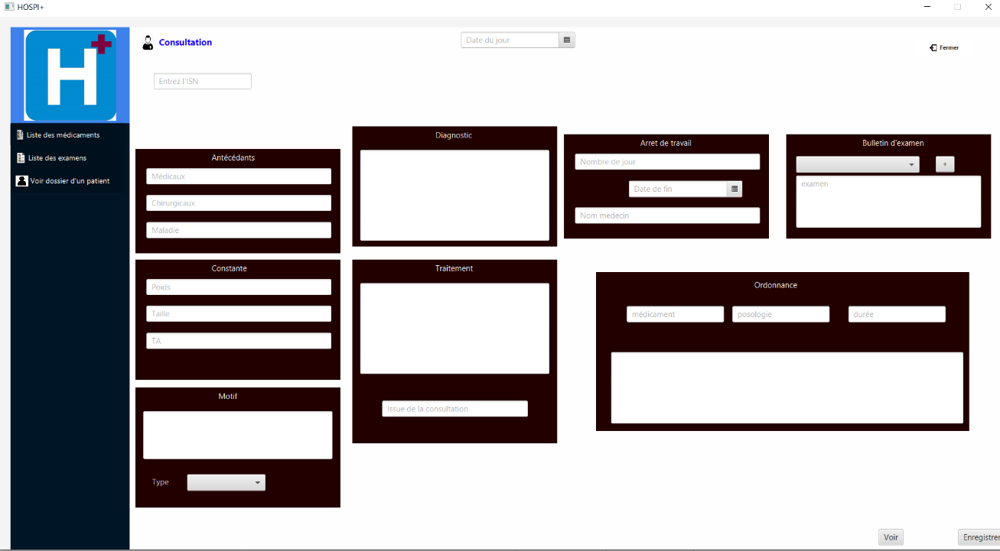 HOSPI+
H+
Liste des médicaments
Liste des examens
Voir dossier d'un patient
Consultation
Date du jour
Fermer
Entrez l'ISN
Antécédants
Médicaux
Chirurgicaux
Maladie
Constante
Poids
Taille
TA
Motif
Type
Diagnostic
Traitement
Issue de la consultation
Arret de travail
Nombre de jour
Date de fin
Nom medecin
Bulletin d'examen
+
examen
Ordonnance
médicament posologie durée
Voir
Enregistrer